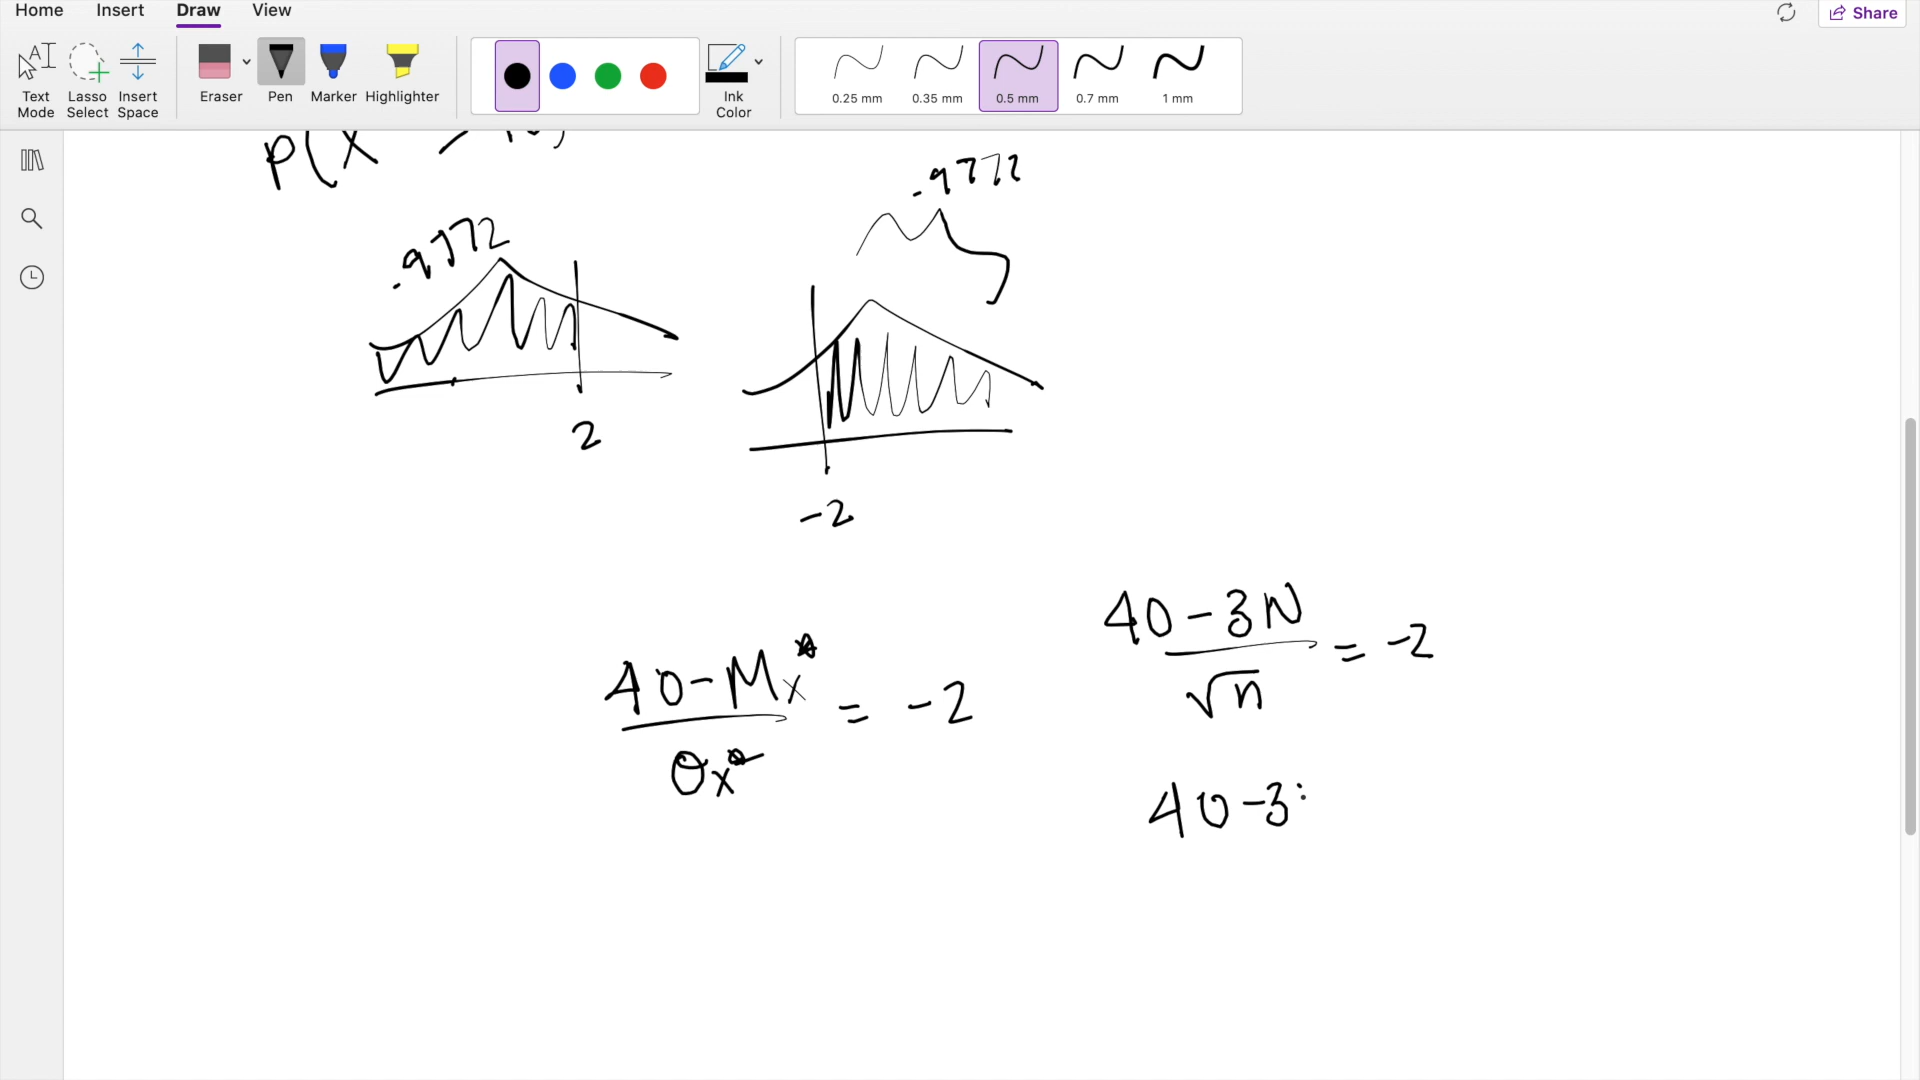 Home Insert Draw View
Share
Text Mode
Lasso Select
Insert Space
Eraser
Pen
Marker
Highlighter
Ink Color
0.25 mm
0.35 mm
0.5 mm
0.7 mm
1 mm
P(X
.9772
.9772
2
-2
40-3N
√n
= -2
40-Mx*
σx*
= -2
40-3